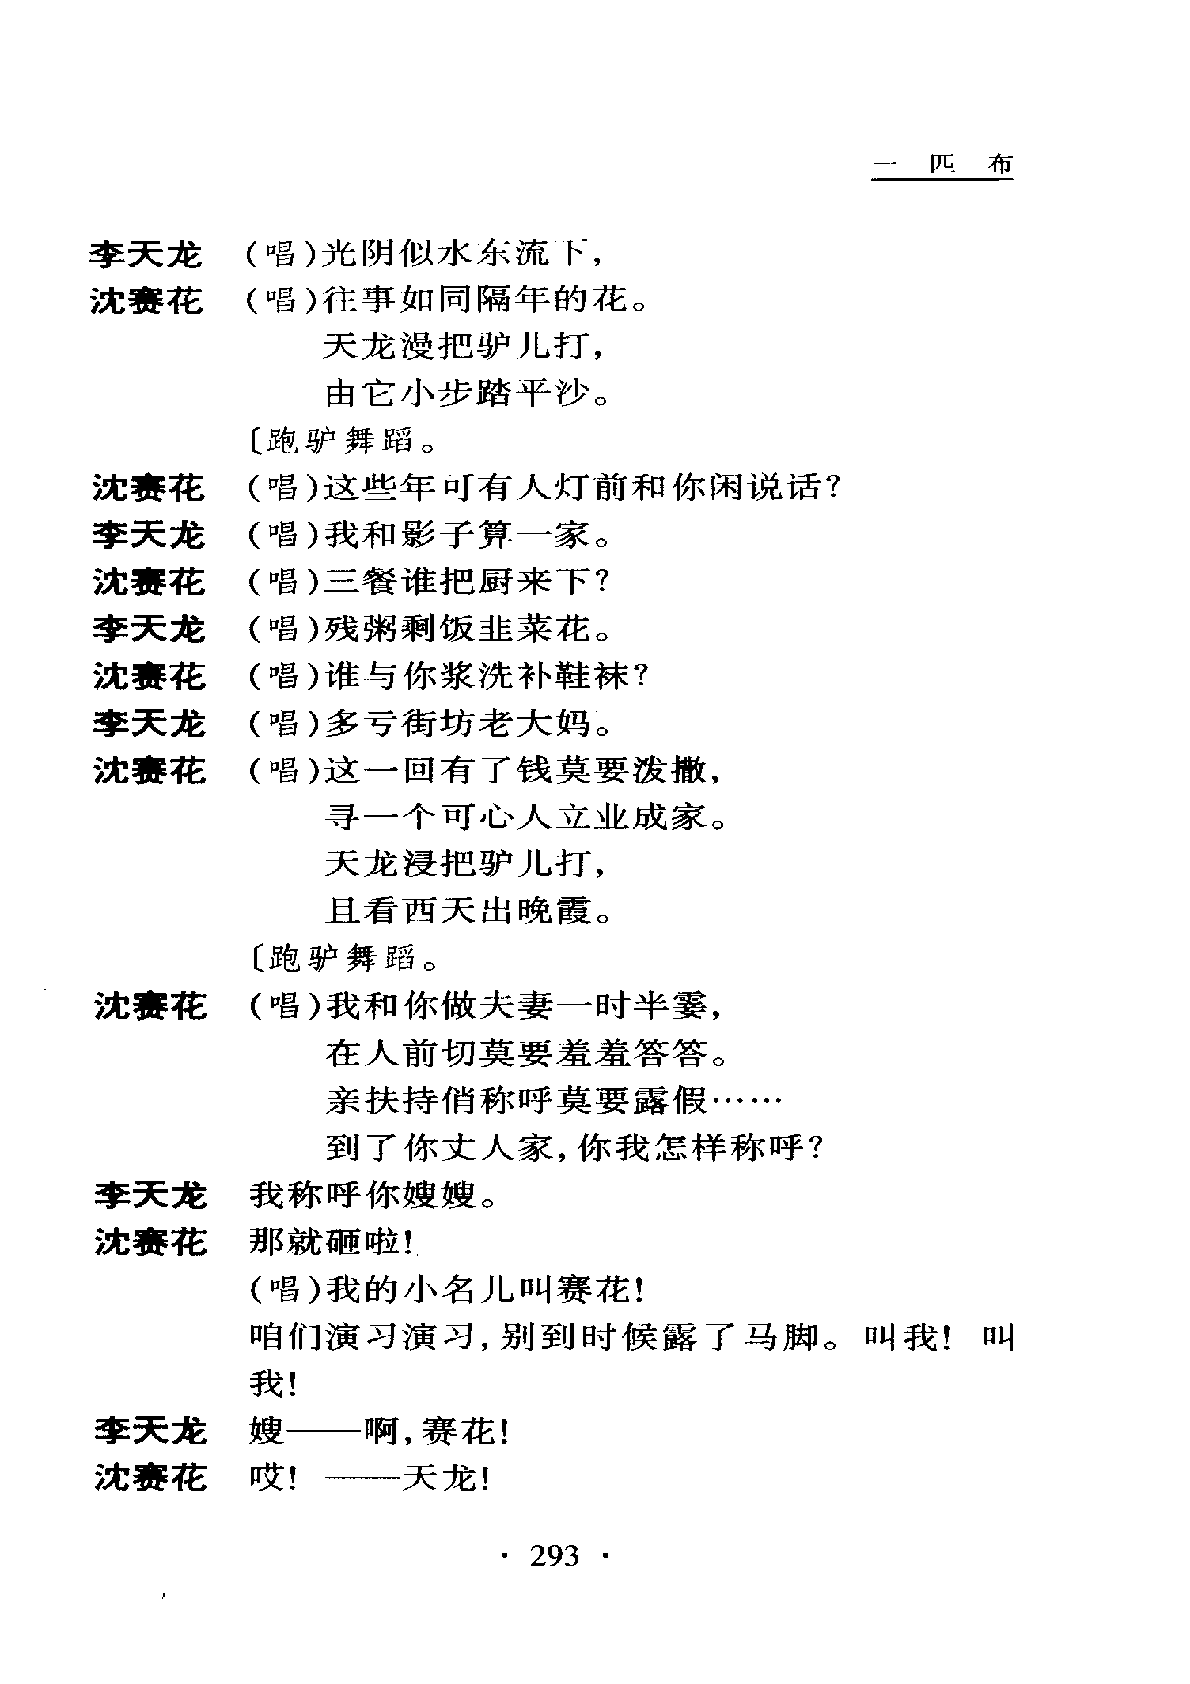 一 匹 布
李天龙 (唱)光阴似水东流下,
沈赛花 (唱)往事如同隔年的花。
天龙漫把驴儿打,
由它小步踏平沙。
〔跑驴舞蹈。
沈赛花 (唱)这些年可有人灯前和你闲说话?
李天龙 (唱)我和影子算一家。
沈赛花 (唱)三餐谁把厨来下?
李天龙 (唱)残粥剩饭韭菜花。
沈赛花 (唱)谁与你浆洗补鞋袜?
李天龙 (唱)多亏街坊老大妈。
沈赛花 (唱)这一回有了钱莫要泼撒,
寻一个可心人立业成家。
天龙浸把驴儿打,
且看西天出晚霞。
〔跑驴舞蹈。
沈赛花 (唱)我和你做夫妻一时半霎,
在人前切莫要羞羞答答。
亲扶持俏称呼莫要露假……
到了你丈人家,你我怎样称呼?
李天龙 我称呼你嫂嫂。
沈赛花 那就砸啦!
(唱)我的小名儿叫赛花!
咱们演习演习,别到时候露了马脚。叫我! 叫
我!
李天龙 嫂——啊,赛花!
沈赛花 哎! ——天龙!
· 293 ·